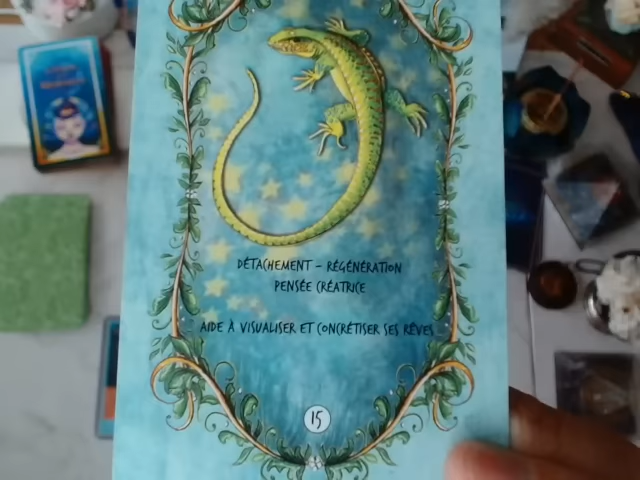 DÉTACHEMENT – RÉGÉNÉRATION
PENSÉE CRÉATRICE
AIDE À VISUALISER ET CONCRÉTISER SES RÊVES
15